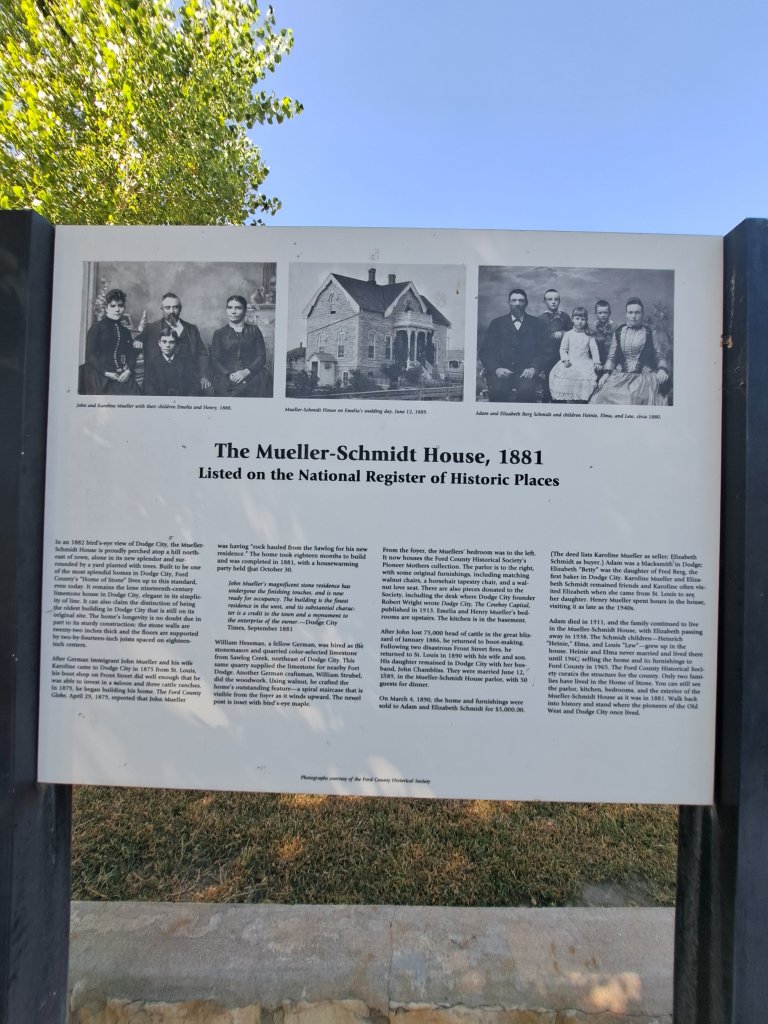 John and Karoline Mueller with their children Emelia and Henry, 1888.
Mueller-Schmidt House on Emelia's wedding day, June 12, 1889.
Adam and Elizabeth Berg Schmidt and children Heinie, Elma, and Lew, circa 1880.
The Mueller-Schmidt House, 1881
Listed on the National Register of Historic Places
In an 1882 bird's-eye view of Dodge City, the Mueller-
Schmidt House is proudly perched atop a hill north-
east of town, alone in its new splendor and sur-
rounded by a yard planted with trees. Built to be one
of the most splendid homes in Dodge City, Ford
County's "Home of Stone" lives up to this standard,
even today. It remains the lone nineteenth-century
limestone house in Dodge City, elegant in its simplic-
ity of line. It can also claim the distinction of being
the oldest building in Dodge City that is still on its
original site. The home's longevity is no doubt due in
part to its sturdy construction: the stone walls are
twenty-two inches thick and the floors are supported
by two-by-fourteen-inch joists spaced on eighteen-
inch centers.
After German immigrant John Mueller and his wife
Karoline came to Dodge City in 1875 from St. Louis,
his boot shop on Front Street did well enough that he
was able to invest in a saloon and three cattle ranches.
In 1879, he began building his home. The Ford County
Globe, April 29, 1879, reported that John Mueller
was having "rock hauled from the Sawlog for his new
residence." The home took eighteen months to build
and was completed in 1881, with a housewarming
party held that October 30.
John Mueller's magnificent stone residence has
undergone the finishing touches, and is now
ready for occupancy. The building is the finest
residence in the west, and its substantial charac-
ter is a credit to the town and a monument to
the enterprise of the owner.—Dodge City
Times, September 1881
William Hessman, a fellow German, was hired as the
stonemason and quarried color-selected limestone
from Sawlog Creek, northeast of Dodge City. This
same quarry supplied the limestone for nearby Fort
Dodge. Another German craftsman, William Strubel,
did the woodwork. Using walnut, he crafted the
home's outstanding feature—a spiral staircase that is
visible from the foyer as it winds upward. The newel
post is inset with bird's-eye maple.
From the foyer, the Muellers' bedroom was to the left.
It now houses the Ford County Historical Society's
Pioneer Mothers collection. The parlor is to the right,
with some original furnishings, including matching
walnut chairs, a horsehair tapestry chair, and a wal-
nut love seat. There are also pieces donated to the
Society, including the desk where Dodge City founder
Robert Wright wrote Dodge City, The Cowboy Capital,
published in 1913. Emelia and Henry Mueller's bed-
rooms are upstairs. The kitchen is in the basement.
After John lost 75,000 head of cattle in the great bliz-
zard of January 1886, he returned to boot-making.
Following two disastrous Front Street fires, he
returned to St. Louis in 1890 with his wife and son.
His daughter remained in Dodge City with her hus-
band, John Chambliss. They were married June 12,
1889, in the Mueller-Schmidt House parlor, with 50
guests for dinner.
On March 4, 1890, the home and furnishings were
sold to Adam and Elizabeth Schmidt for $5,000.00.
(The deed lists Karoline Mueller as seller; Elizabeth
Schmidt as buyer.) Adam was a blacksmith in Dodge;
Elizabeth "Betty" was the daughter of Fred Berg, the
first baker in Dodge City. Karoline Mueller and Eliza-
beth Schmidt remained friends and Karoline often vis-
ited Elizabeth when she came from St. Louis to see
her daughter. Henry Mueller spent hours in the house,
visiting it as late as the 1940s.
Adam died in 1911, and the family continued to live
in the Mueller-Schmidt House, with Elizabeth passing
away in 1938. The Schmidt children—Heinrich
"Heinie," Elma, and Louis "Lew"—grew up in the
house. Heinie and Elma never married and lived there
until 1960, willing the house and its furnishings to
Ford County in 1965. The Ford County Historical Soci-
ety curates the structure for the county. Only two fami-
lies have lived in the Home of Stone. You can still see
the parlor, kitchen, bedrooms, and the exterior of the
Mueller-Schmidt House as it was in 1881. Walk back
into history and stand where the pioneers of the Old
West and Dodge City once lived.
Photographs courtesy of the Ford County Historical Society